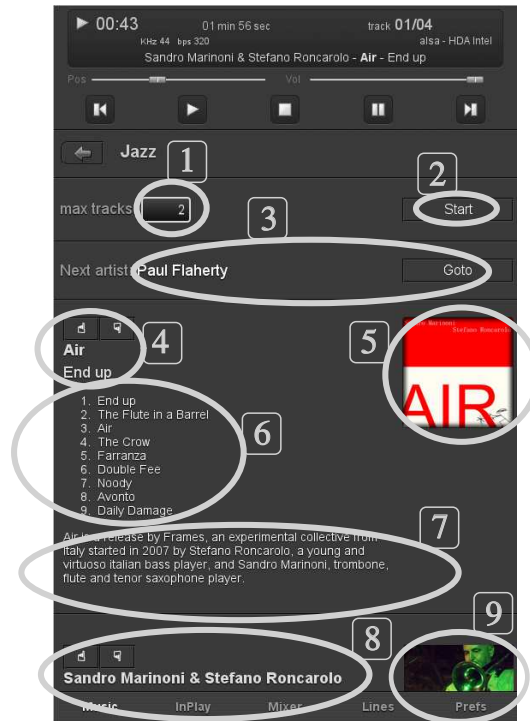 00:43 01 min 56 sec track 01/04
KHz 44 bps 320 alsa - HDA Intel
Sandro Marinoni & Stefano Roncarolo - Air - End up
Pos Vol
Jazz 1
2
max tracks 2 Start
3
Next artist: Paul Flaherty Goto
4
5
Air
End up
Sandro Marinoni
Stefano Roncarolo
AIR
6
1. End up
2. The Flute in a Barrel
3. Air
4. The Crow
5. Farranza
6. Double Fee
7. Noody
8. Avonto
9. Daily Damage
7
Air is a release by Frames, an experimental collective from
Italy started in 2007 by Stefano Roncarolo, a young and
virtuoso italian bass player, and Sandro Marinoni, trombone,
flute and tenor saxophone player.
8
9
Sandro Marinoni & Stefano Roncarolo
Music InPlay Mixer Lines Prefs